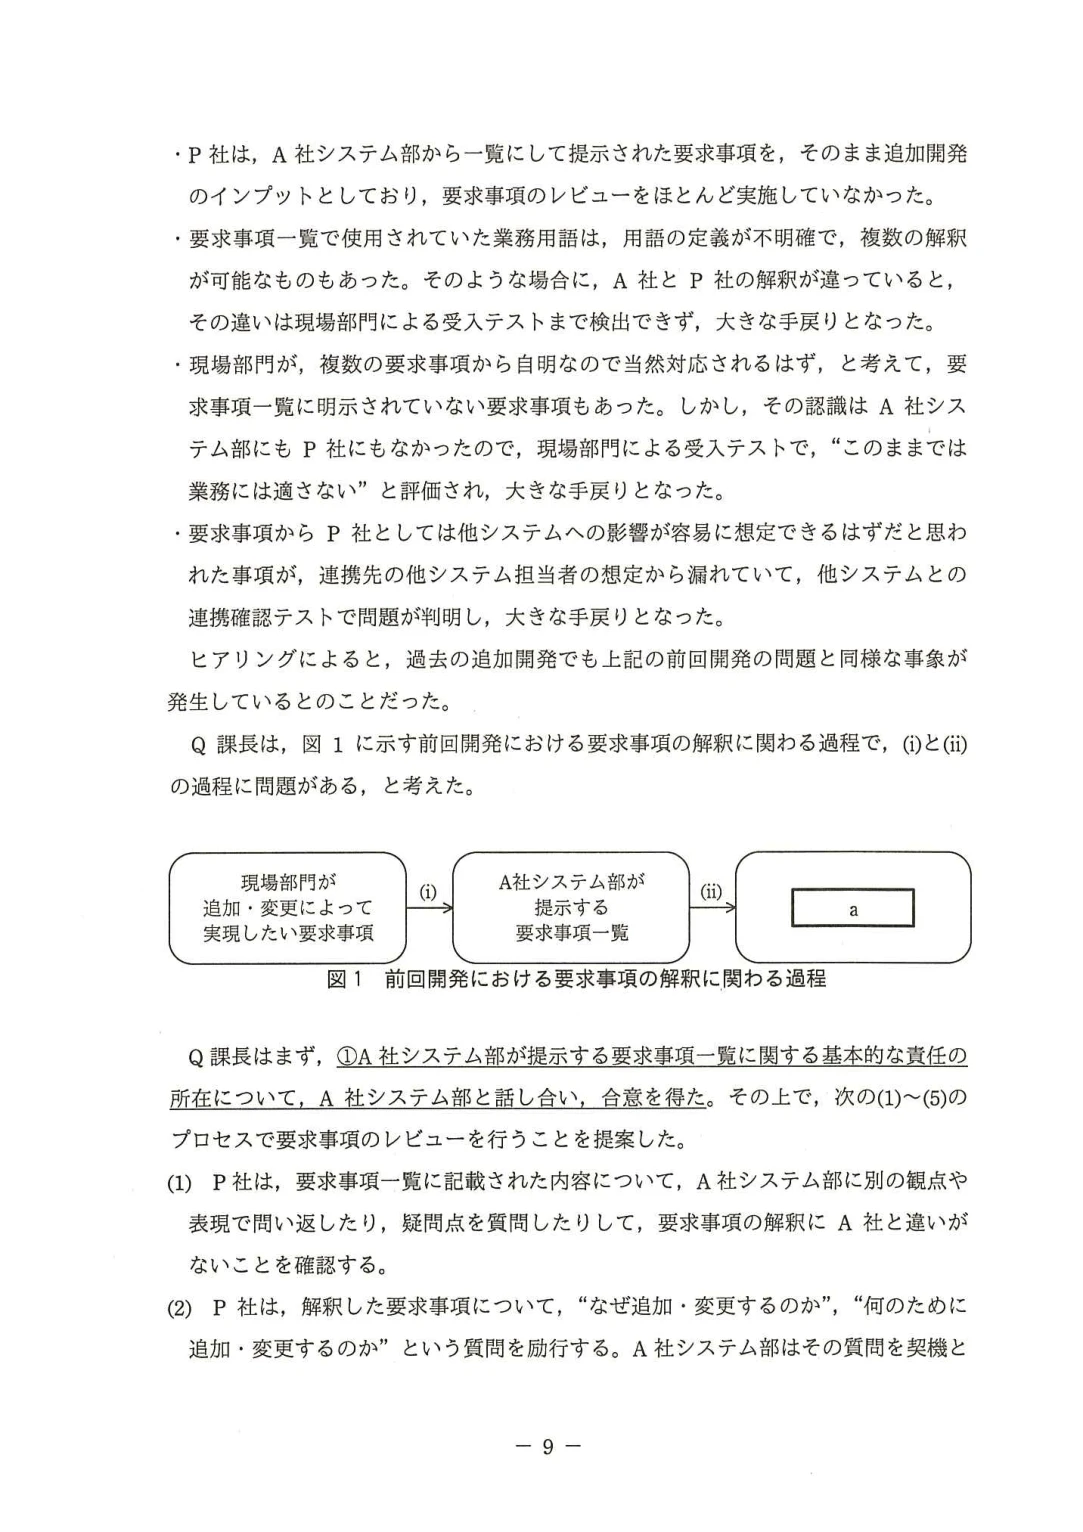 ・P 社は，A 社システム部から一覧にして提示された要求事項を，そのまま追加開発
のインプットとしており，要求事項のレビューをほとんど実施していなかった。
・要求事項一覧で使用されていた業務用語は，用語の定義が不明確で，複数の解釈
が可能なものもあった。そのような場合に，A 社と P 社の解釈が違っていると，
その違いは現場部門による受入テストまで検出できず，大きな手戻りとなった。
・現場部門が，複数の要求事項から自明なので当然対応されるはず，と考えて，要
求事項一覧に明示されていない要求事項もあった。しかし，その認識は A 社シス
テム部にも P 社にもなかったので，現場部門による受入テストで，“このままでは
業務には適さない”と評価され，大きな手戻りとなった。
・要求事項から P 社としては他システムへの影響が容易に想定できるはずだと思わ
れた事項が，連携先の他システム担当者の想定から漏れていて，他システムとの
連携確認テストで問題が判明し，大きな手戻りとなった。
ヒアリングによると，過去の追加開発でも上記の前回開発の問題と同様な事象が
発生しているとのことだった。
Q 課長は，図 1 に示す前回開発における要求事項の解釈に関わる過程で，(i)と(ii)
の過程に問題がある，と考えた。
現場部門が
追加・変更によって
実現したい要求事項
(i)
A社システム部が
提示する
要求事項一覧
(ii)
a
図1 前回開発における要求事項の解釈に関わる過程
Q 課長はまず，①A 社システム部が提示する要求事項一覧に関する基本的な責任の
所在について，A 社システム部と話し合い，合意を得た。その上で，次の(1)～(5)の
プロセスで要求事項のレビューを行うことを提案した。
(1) P 社は，要求事項一覧に記載された内容について，A 社システム部に別の観点や
表現で問い返したり，疑問点を質問したりして，要求事項の解釈に A 社と違いが
ないことを確認する。
(2) P 社は，解釈した要求事項について，“なぜ追加・変更するのか”，“何のために
追加・変更するのか”という質問を励行する。A 社システム部はその質問を契機と
－ 9 －